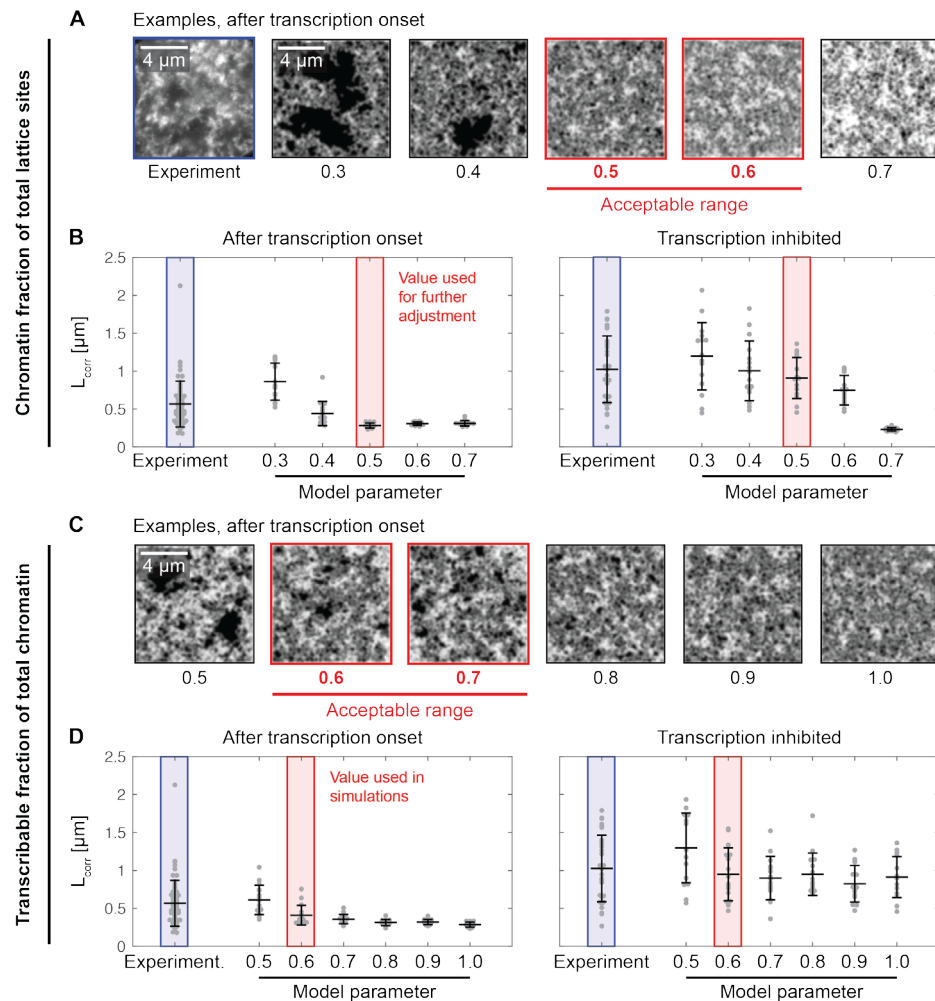 A Examples, after transcription onset
4 µm
4 µm
Experiment
0.3
0.4
0.5
0.6
0.7
Acceptable range
Chromatin fraction of total lattice sites
B
After transcription onset
Transcription inhibited
2.5
2
1.5
1
0.5
0
L_corr [µm]
Value used
for further
adjustment
Experiment 0.3 0.4 0.5 0.6 0.7
Model parameter
Experiment 0.3 0.4 0.5 0.6 0.7
Model parameter
C Examples, after transcription onset
4 µm
0.5
0.6
0.7
0.8
0.9
1.0
Acceptable range
Transcribable fraction of total chromatin
D
After transcription onset
Transcription inhibited
2.5
2
1.5
1
0.5
0
L_corr [µm]
Value used in
simulations
Experiment. 0.5 0.6 0.7 0.8 0.9 1.0
Model parameter
Experiment 0.5 0.6 0.7 0.8 0.9 1.0
Model parameter